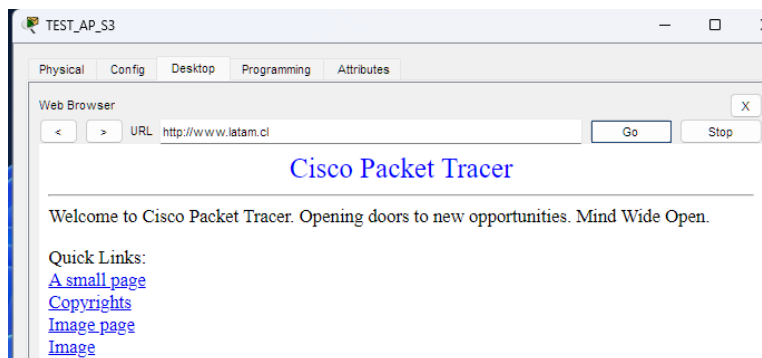 TEST_AP_S3
Physical Config Desktop Programming Attributes
Web Browser
X
< > URL http://www.latam.cl Go Stop
Cisco Packet Tracer
Welcome to Cisco Packet Tracer. Opening doors to new opportunities. Mind Wide Open.
Quick Links:
A small page
Copyrights
Image page
Image